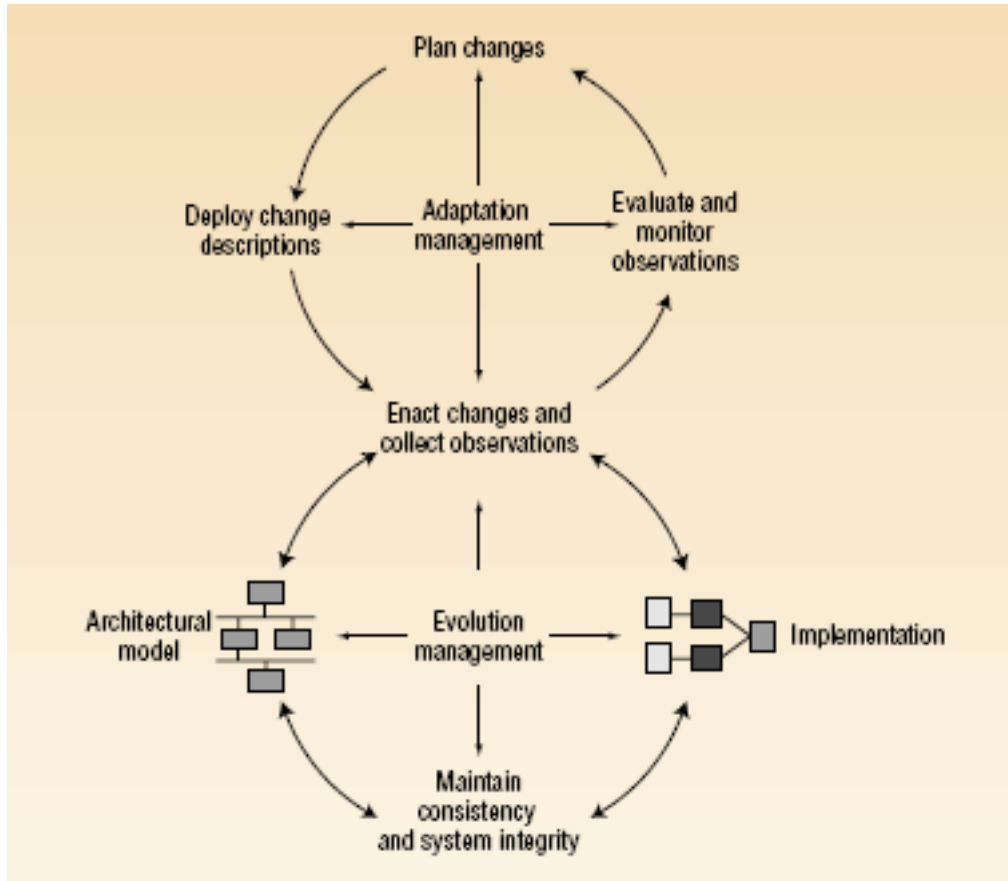 Plan changes
Deploy change
descriptions
Adaptation
management
Evaluate and
monitor
observations
Enact changes and
collect observations
Architectural
model
Evolution
management
Implementation
Maintain
consistency
and system integrity